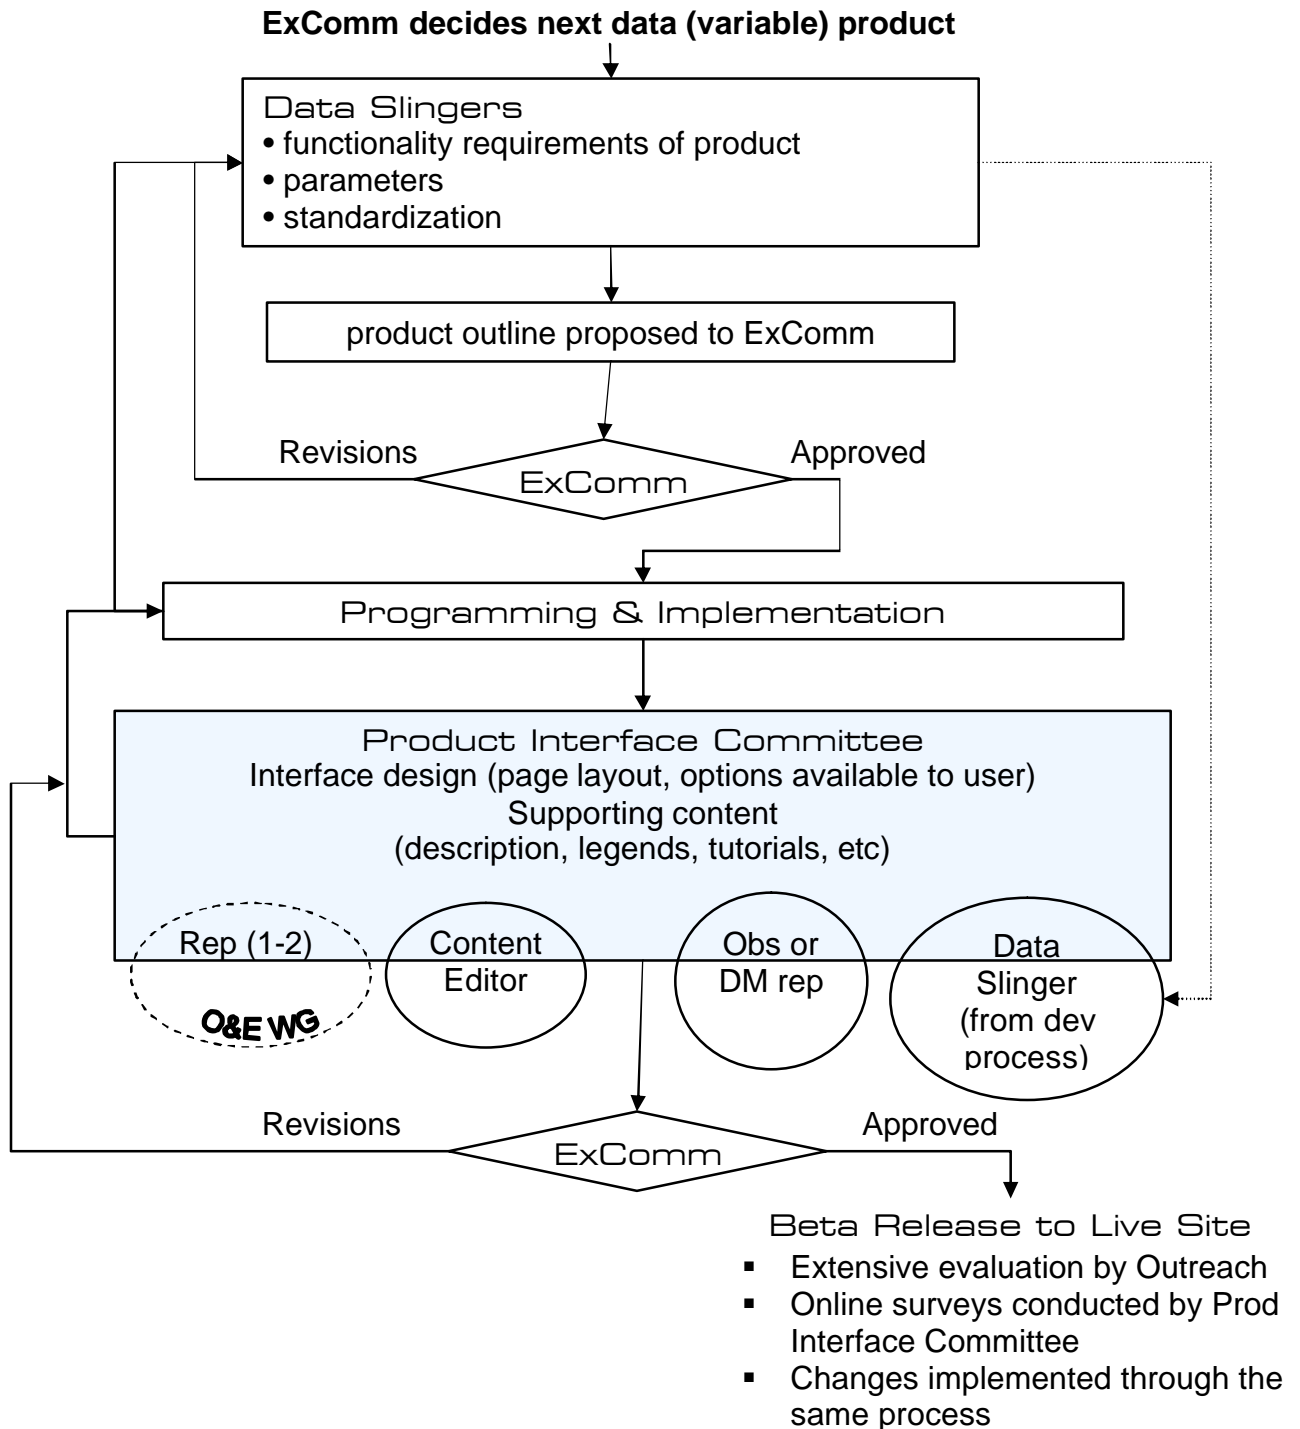 ExComm decides next data (variable) product
Data Slingers
• functionality requirements of product
• parameters
• standardization
product outline proposed to ExComm
Revisions
Approved
ExComm
Programming & Implementation
Product Interface Committee
Interface design (page layout, options available to user)
Supporting content
(description, legends, tutorials, etc)
Rep (1-2)
O&E WG
Content
Editor
Obs or
DM rep
Data
Slinger
(from dev
process)
Revisions
Approved
ExComm
Beta Release to Live Site
▪ Extensive evaluation by Outreach
▪ Online surveys conducted by Prod
Interface Committee
▪ Changes implemented through the
same process